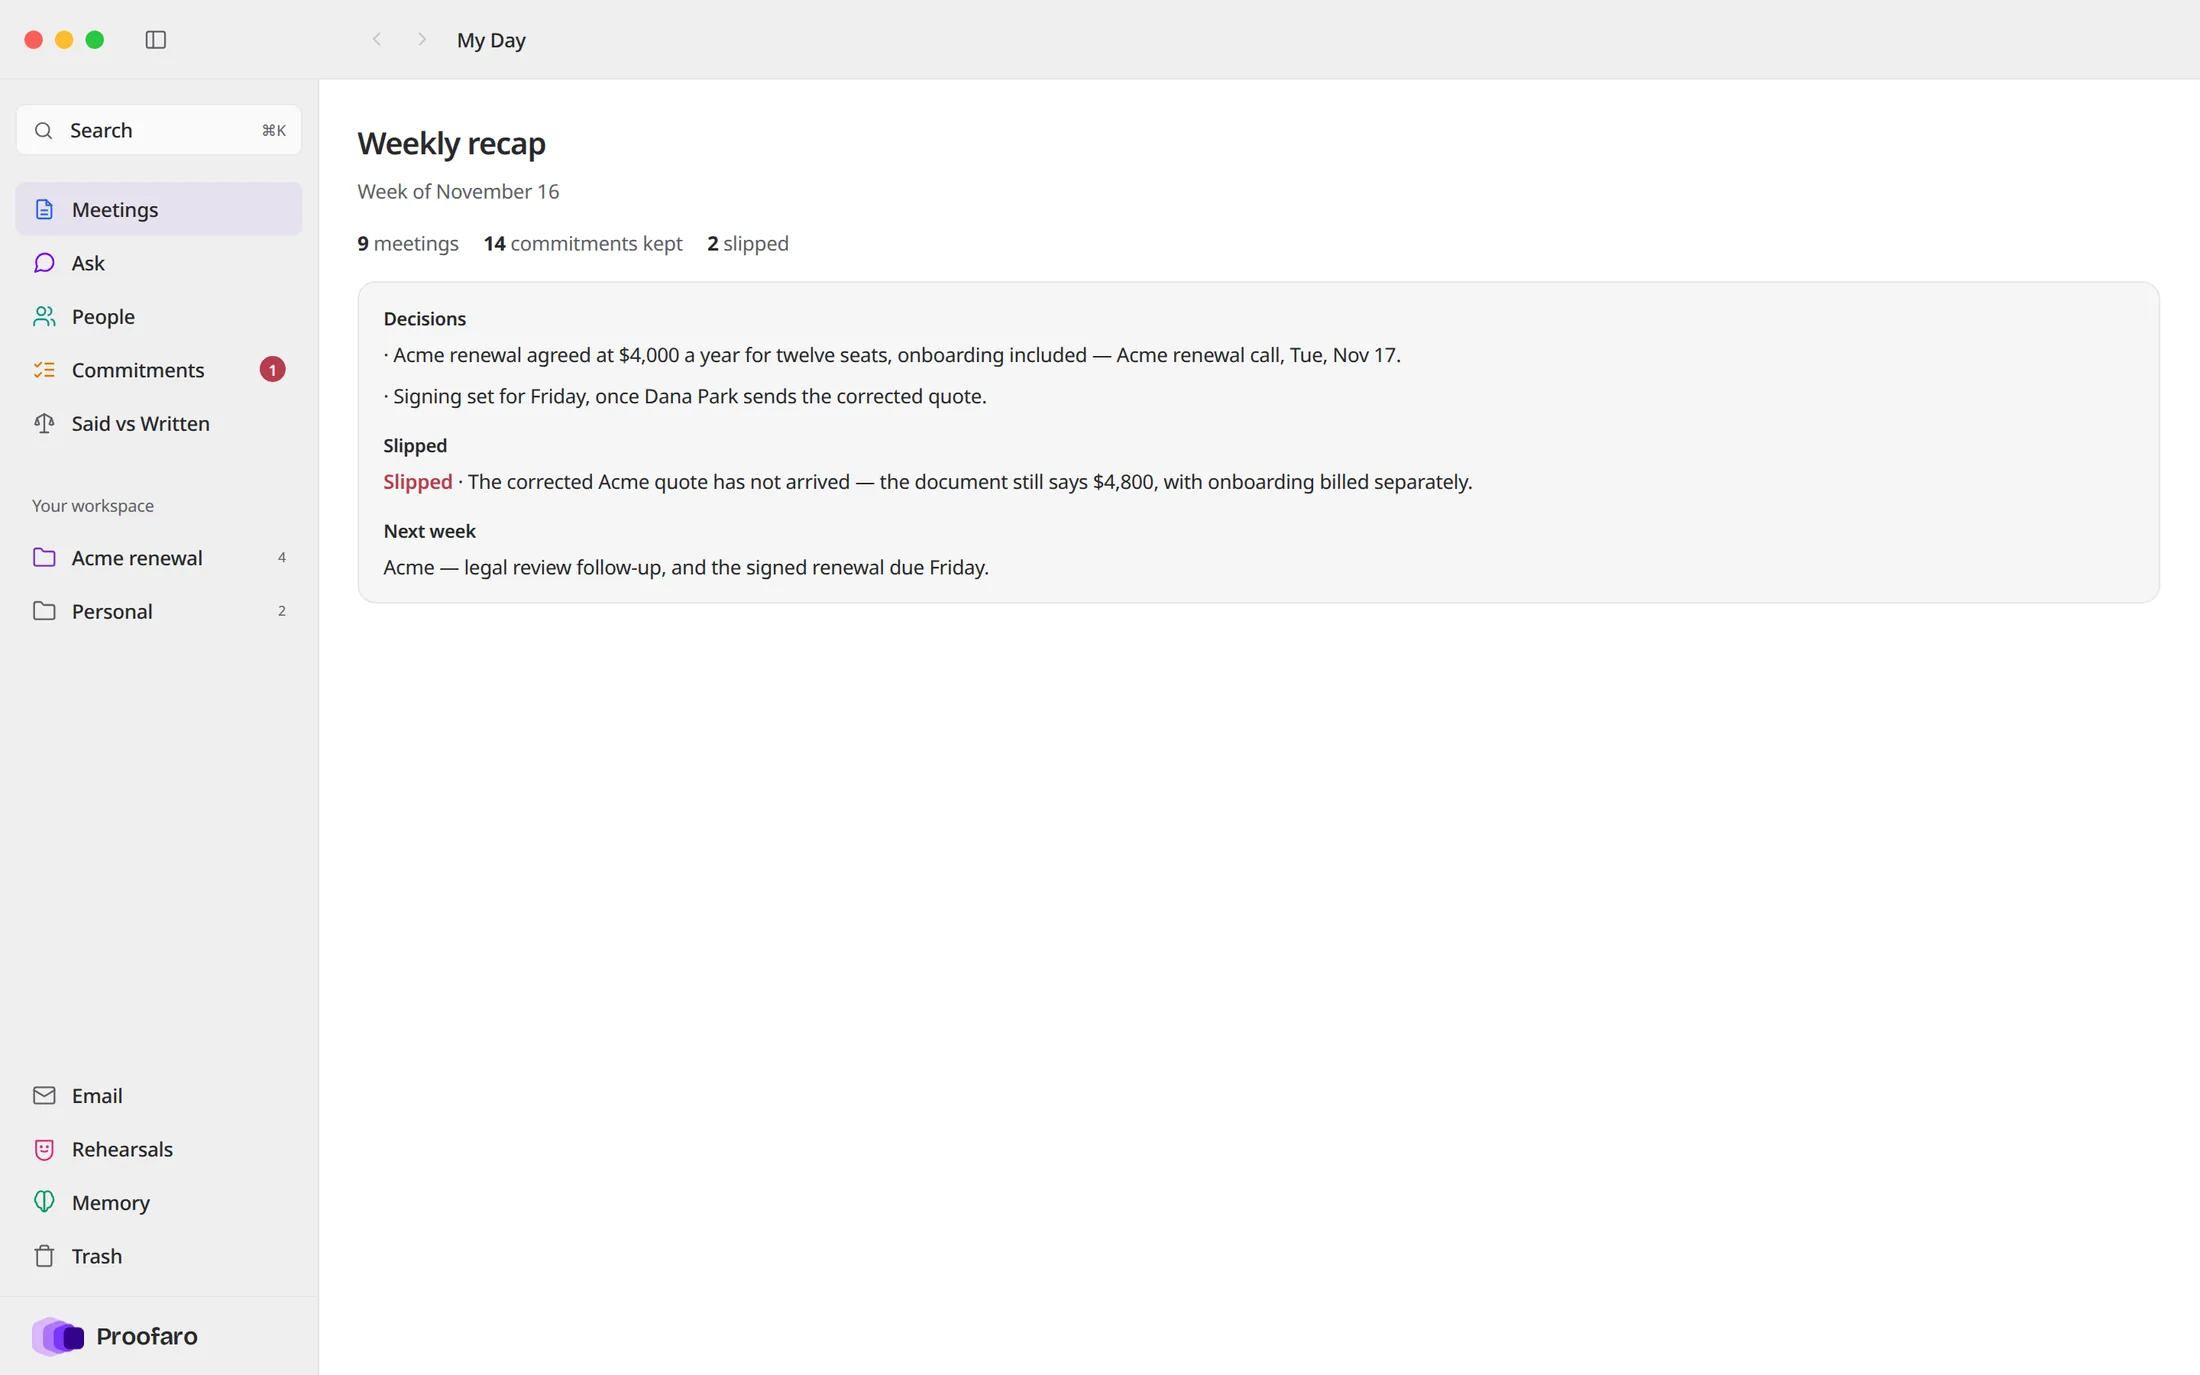 My Day
Search ⌘K
Meetings
Ask
People
Commitments 1
Said vs Written
Your workspace
Acme renewal 4
Personal 2
Email
Rehearsals
Memory
Trash
Proofaro
Weekly recap
Week of November 16
9 meetings 14 commitments kept 2 slipped
Decisions
· Acme renewal agreed at $4,000 a year for twelve seats, onboarding included — Acme renewal call, Tue, Nov 17.
· Signing set for Friday, once Dana Park sends the corrected quote.
Slipped
Slipped · The corrected Acme quote has not arrived — the document still says $4,800, with onboarding billed separately.
Next week
Acme — legal review follow-up, and the signed renewal due Friday.